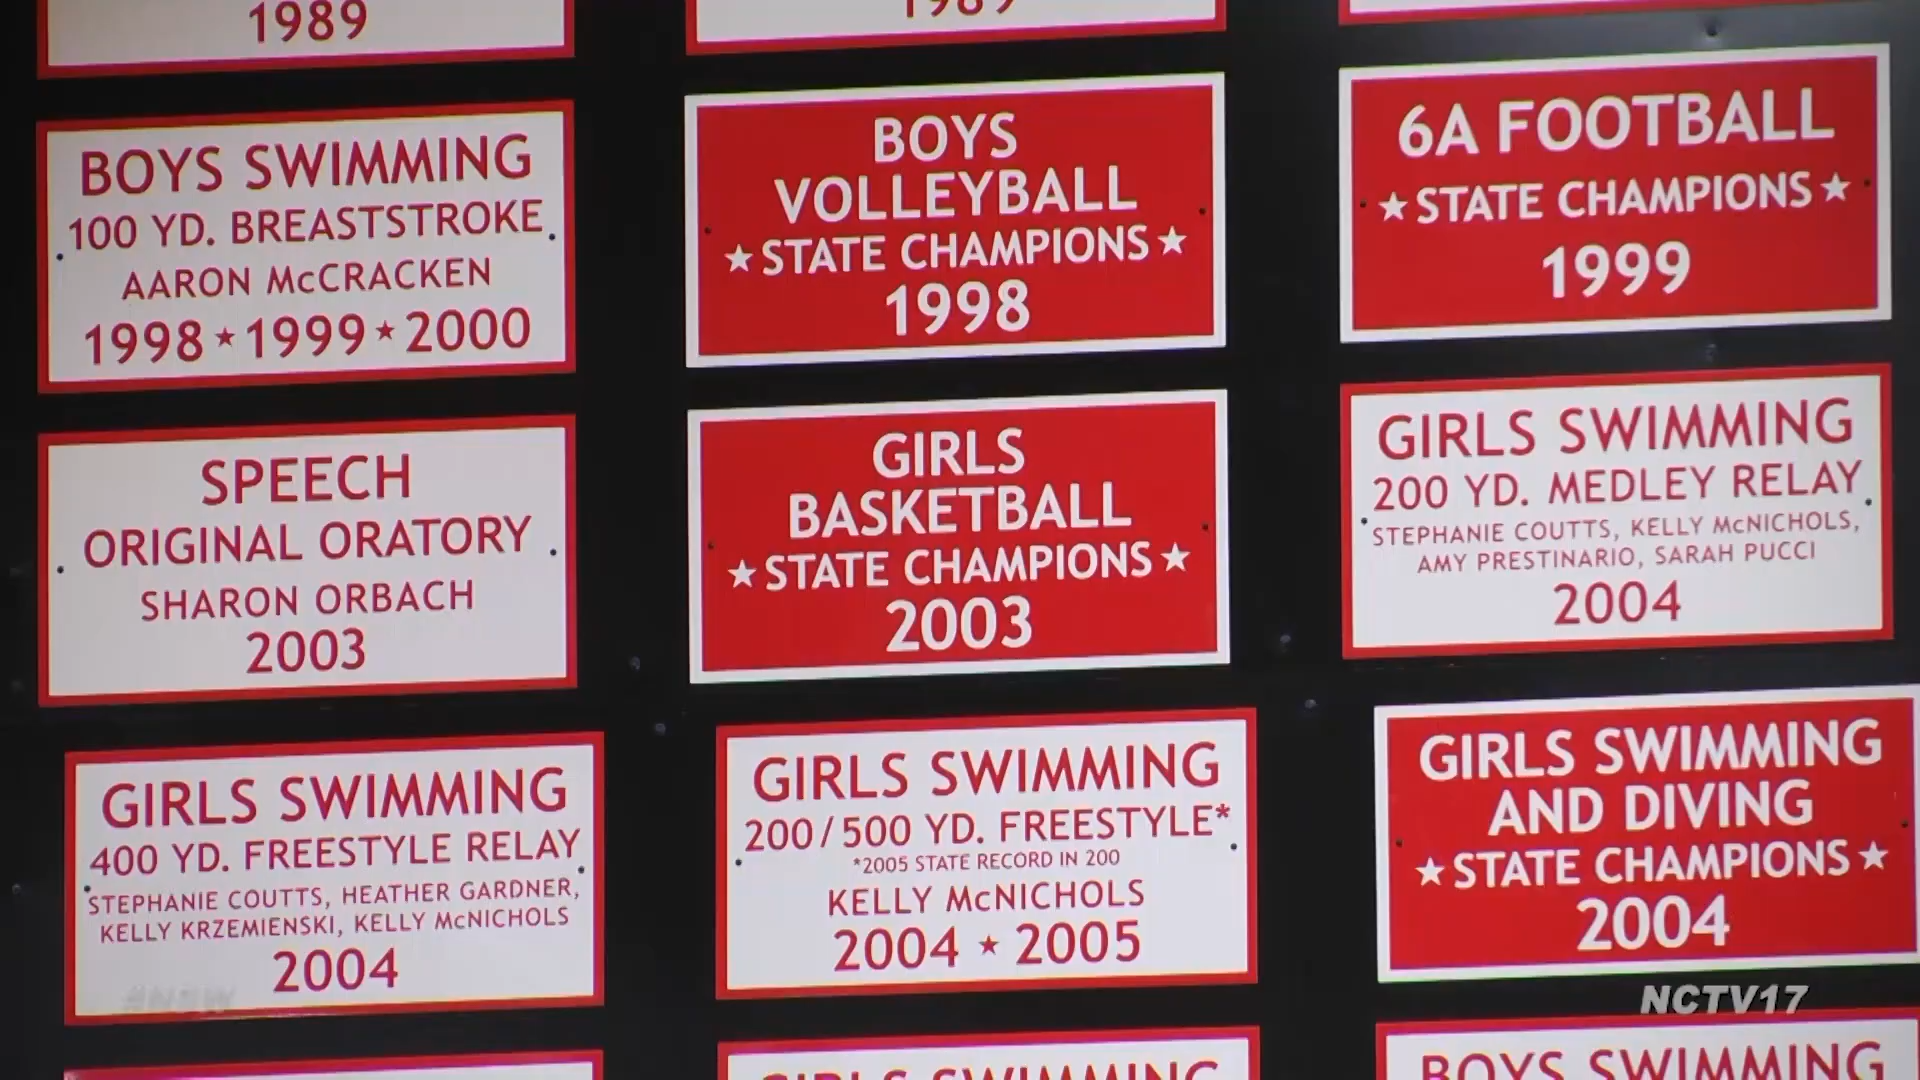 1989
1989
BOYS SWIMMING
100 YD. BREASTSTROKE
AARON McCRACKEN
1998 ★ 1999 ★ 2000
BOYS
VOLLEYBALL
★ STATE CHAMPIONS ★
1998
6A FOOTBALL
★ STATE CHAMPIONS ★
1999
SPEECH
ORIGINAL ORATORY
SHARON ORBACH
2003
GIRLS
BASKETBALL
★ STATE CHAMPIONS ★
2003
GIRLS SWIMMING
200 YD. MEDLEY RELAY
STEPHANIE COUTTS, KELLY McNICHOLS,
AMY PRESTINARIO, SARAH PUCCI
2004
GIRLS SWIMMING
400 YD. FREESTYLE RELAY
STEPHANIE COUTTS, HEATHER GARDNER,
KELLY KRZEMIENSKI, KELLY McNICHOLS
2004
GIRLS SWIMMING
200/500 YD. FREESTYLE*
*2005 STATE RECORD IN 200
KELLY McNICHOLS
2004 ★ 2005
GIRLS SWIMMING
AND DIVING
★ STATE CHAMPIONS ★
2004
#NSW
NCTV17
GIRLS SWIMMING
BOYS SWIMMING